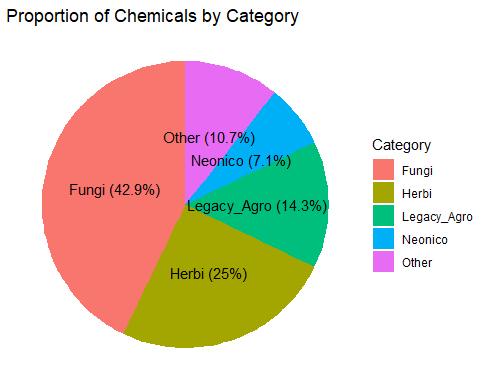 Proportion of Chemicals by Category
Other (10.7%)
Neonico (7.1%)
Fungi (42.9%)
Legacy_Agro (14.3%)
Herbi (25%)
Category
Fungi
Herbi
Legacy_Agro
Neonico
Other